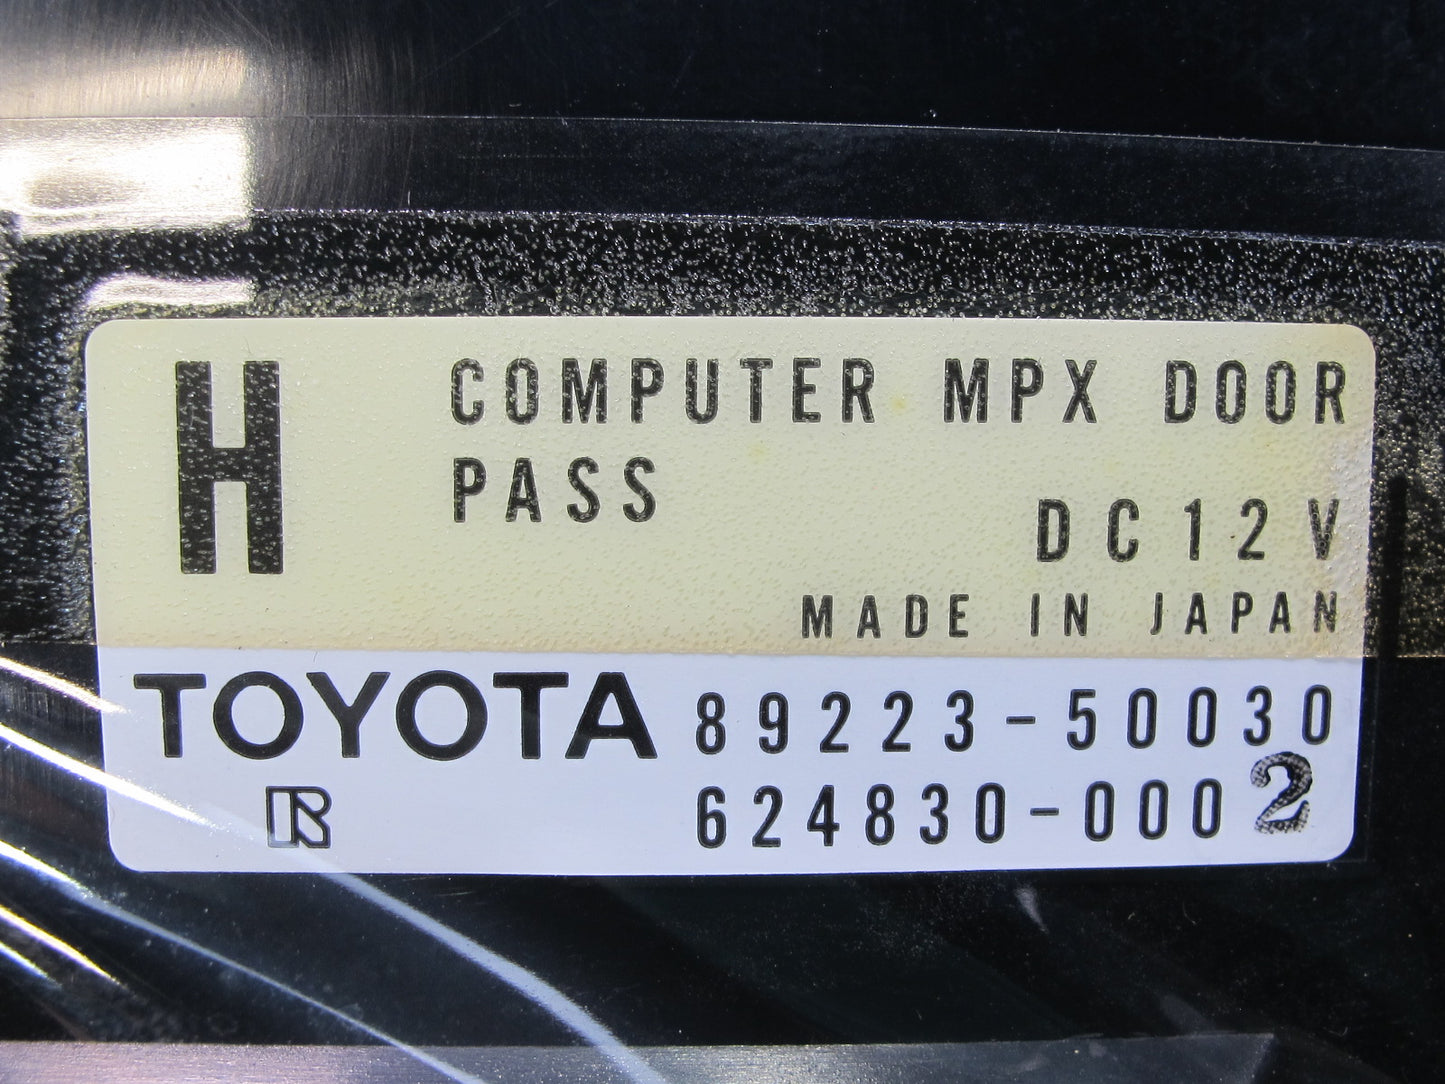 H COMPUTER MPX DOOR
PASS
DC12V
MADE IN JAPAN
TOYOTA 89223-50030
R 624830-0002